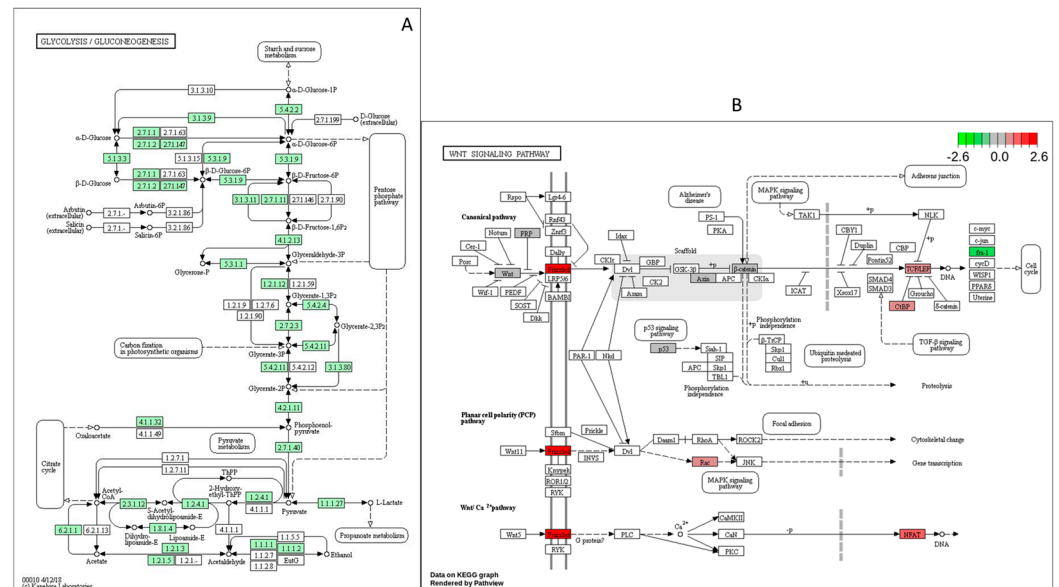 A
GLYCOLYSIS / GLUCONEOGENESIS
Starch and sucrose
metabolism
3.1.3.10
α-D-Glucose-1P
5.4.2.2
3.1.3.9
D-Glucose
(extracellular)
2.7.1.199
α-D-Glucose
2.7.1.1
2.7.1.63
2.7.1.2
2.7.1.147
α-D-Glucose-6P
5.1.3.3
5.1.3.15
5.3.1.9
5.3.1.9
β-D-Glucose-6P
β-D-Glucose
2.7.1.1
2.7.1.63
2.7.1.2
2.7.1.147
5.3.1.9
β-D-Fructose-6P
Pentose
phosphate
pathway
3.1.3.11
2.7.1.11
2.7.1.146
2.7.1.90
Arbutin
(extracellular)
Arbutin-6P
2.7.1.-
3.2.1.86
Salicin
(extracellular)
Salicin-6P
2.7.1.-
3.2.1.86
β-D-Fructose-1,6P2
4.1.2.13
Glyceraldehyde-3P
Glycerone-P
5.3.1.1
1.2.1.12
1.2.1.59
1.2.1.9
1.2.7.6
1.2.1.90
Glycerate-1,3P2
5.4.2.4
2.7.2.3
Glycerate-2,3P2
Carbon fixation
in photosynthetic organisms
5.4.2.11
Glycerate-3P
5.4.2.11
5.4.2.12
3.1.3.80
Glycerate-2P
4.2.1.11
4.1.1.32
4.1.1.49
Oxaloacetate
Phosphoenol-
pyruvate
Pyruvate
metabolism
2.7.1.40
Citrate
cycle
1.2.7.1
1.2.7.11
ThPP
Acetyl-
CoA
2-Hydroxy-
ethyl-ThPP
2.3.1.12
1.2.4.1
1.2.4.1
4.1.1.1
S-Acetyl-
dihydrolipoamide-E
Pyruvate
1.1.1.27
L-Lactate
6.2.1.1
6.2.1.13
1.8.1.4
Dihydro-
lipoamide-E
Lipoamide-E
4.1.1.1
Propanoate metabolism
1.2.1.3
1.2.1.5
1.2.1.-
Acetate
Acetaldehyde
1.1.5.5
1.1.1.1
1.1.1.2
1.1.2.7
EutG
1.1.2.8
Ethanol
00010 4/12/18
(c) Kanehisa Laboratories
B
WNT SIGNALING PATHWAY
-2.6
0.0
2.6
Canonical pathway
Rspo
Lgr4-6
Rnf43
Znrf3
Notum
FRP
Cer-1
Porc
Wnt
Dally
Frizzled
LRP5/6
BAMBI
Wif-1
PEDF
SOST
Dkk
Idax
CKIε
Dvl
GBP
CK2
Axam
Scaffold
GSK-3β
Axin
APC
β-catenin
CKIα
Alzheimer's
disease
PS-1
PKA
MAPK signaling
pathway
Adherens junction
TAK1
+p
NLK
+p
CBY1
Duplin
CBP
Pontin52
TCP/LEF
SMAD4
SMAD3
Groucho
CtBP
β-catenin
ICAT
Xsox17
DNA
c-myc
c-jun
fra-1
cycD
WISP1
PPARδ
Uterine
Cell
cycle
TGF-β signaling
pathway
p53 signaling
pathway
p53
Siah-1
SIP
APC
Skp1
TBL1
Phosphorylation
independence
Phosphorylation
independence
+p
+p
β-TrCP
Skp1
Cul1
Rbx1
Ubiquitin mediated
proteolysis
+u
Proteolysis
PAR-1
Nkd
Planar cell polarity (PCP)
pathway
Stbm
Prickle
Wnt11
Frizzled
INVS
Dvl
Knypek
ROR1/2
RYK
Daam1
RhoA
ROCK2
Focal adhesion
Cytoskeletal change
Rac
JNK
Gene transcription
MAPK signaling
pathway
Wnt/ Ca 2+pathway
Wnt5
Frizzled
RYK
G protein?
PLC
Ca2+
CaMKII
CaN
PKC
-p
NFAT
DNA
Data on KEGG graph
Rendered by Pathview